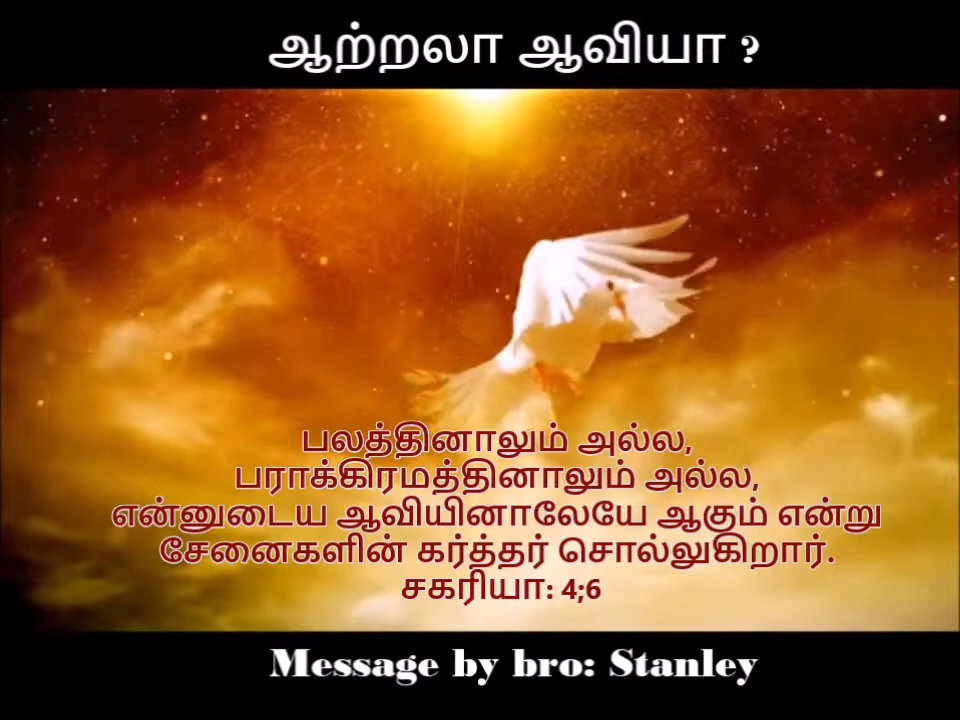 ஆற்றலா ஆவியா ?
பலத்தினாலும் அல்ல,
பராக்கிரமத்தினாலும் அல்ல,
என்னுடைய ஆவியினாலேயே ஆகும் என்று
சேனைகளின் கர்த்தர் சொல்லுகிறார்.
சகரியா: 4;6
Message by bro: Stanley